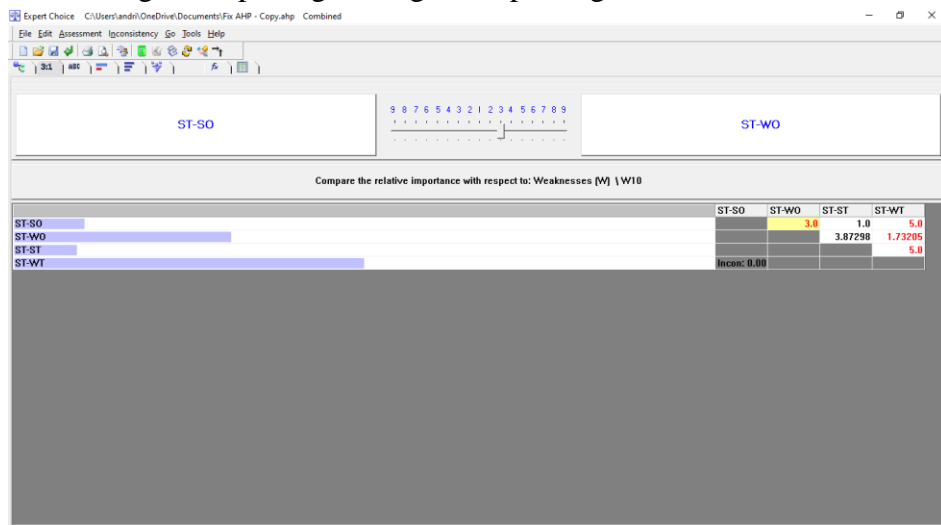 Expert Choice C:\Users\andri\OneDrive\Documents\Fix AHP - Copy.ahp Combined
File Edit Assessment Inconsistency Go Tools Help
3:1 ABC
9 8 7 6 5 4 3 2 1 2 3 4 5 6 7 8 9
ST-SO ST-WO
Compare the relative importance with respect to: Weaknesses (W) \ W10
ST-SO ST-WO ST-ST ST-WT
ST-SO 3.0 1.0 5.0
ST-WO 3.87298 1.73205
ST-ST 5.0
ST-WT Incon: 0.00